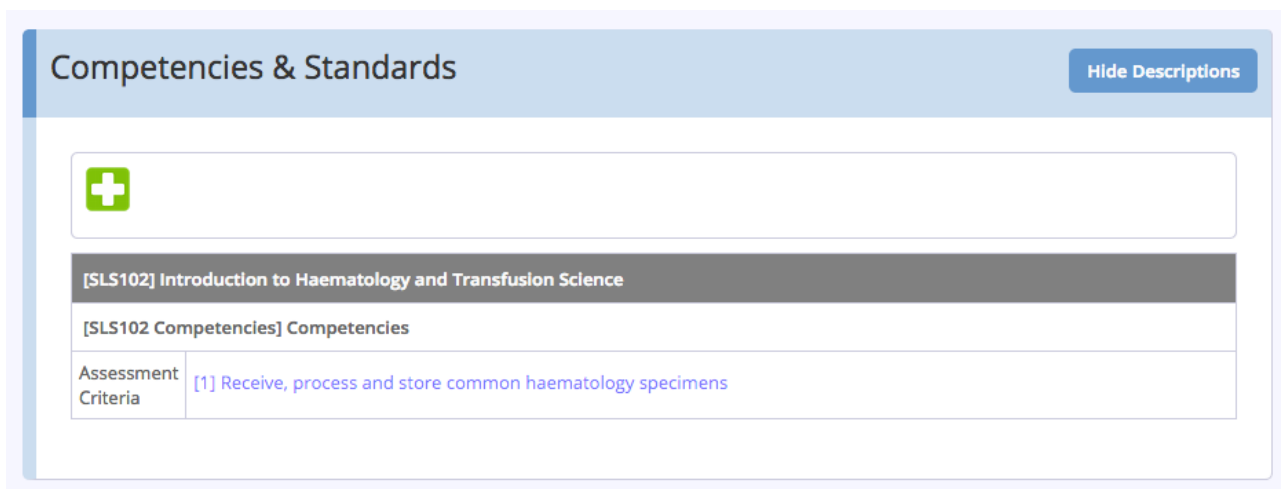 Competencies & Standards
Hide Descriptions
[SLS102] Introduction to Haematology and Transfusion Science
[SLS102 Competencies] Competencies
Assessment
Criteria
[1] Receive, process and store common haematology specimens